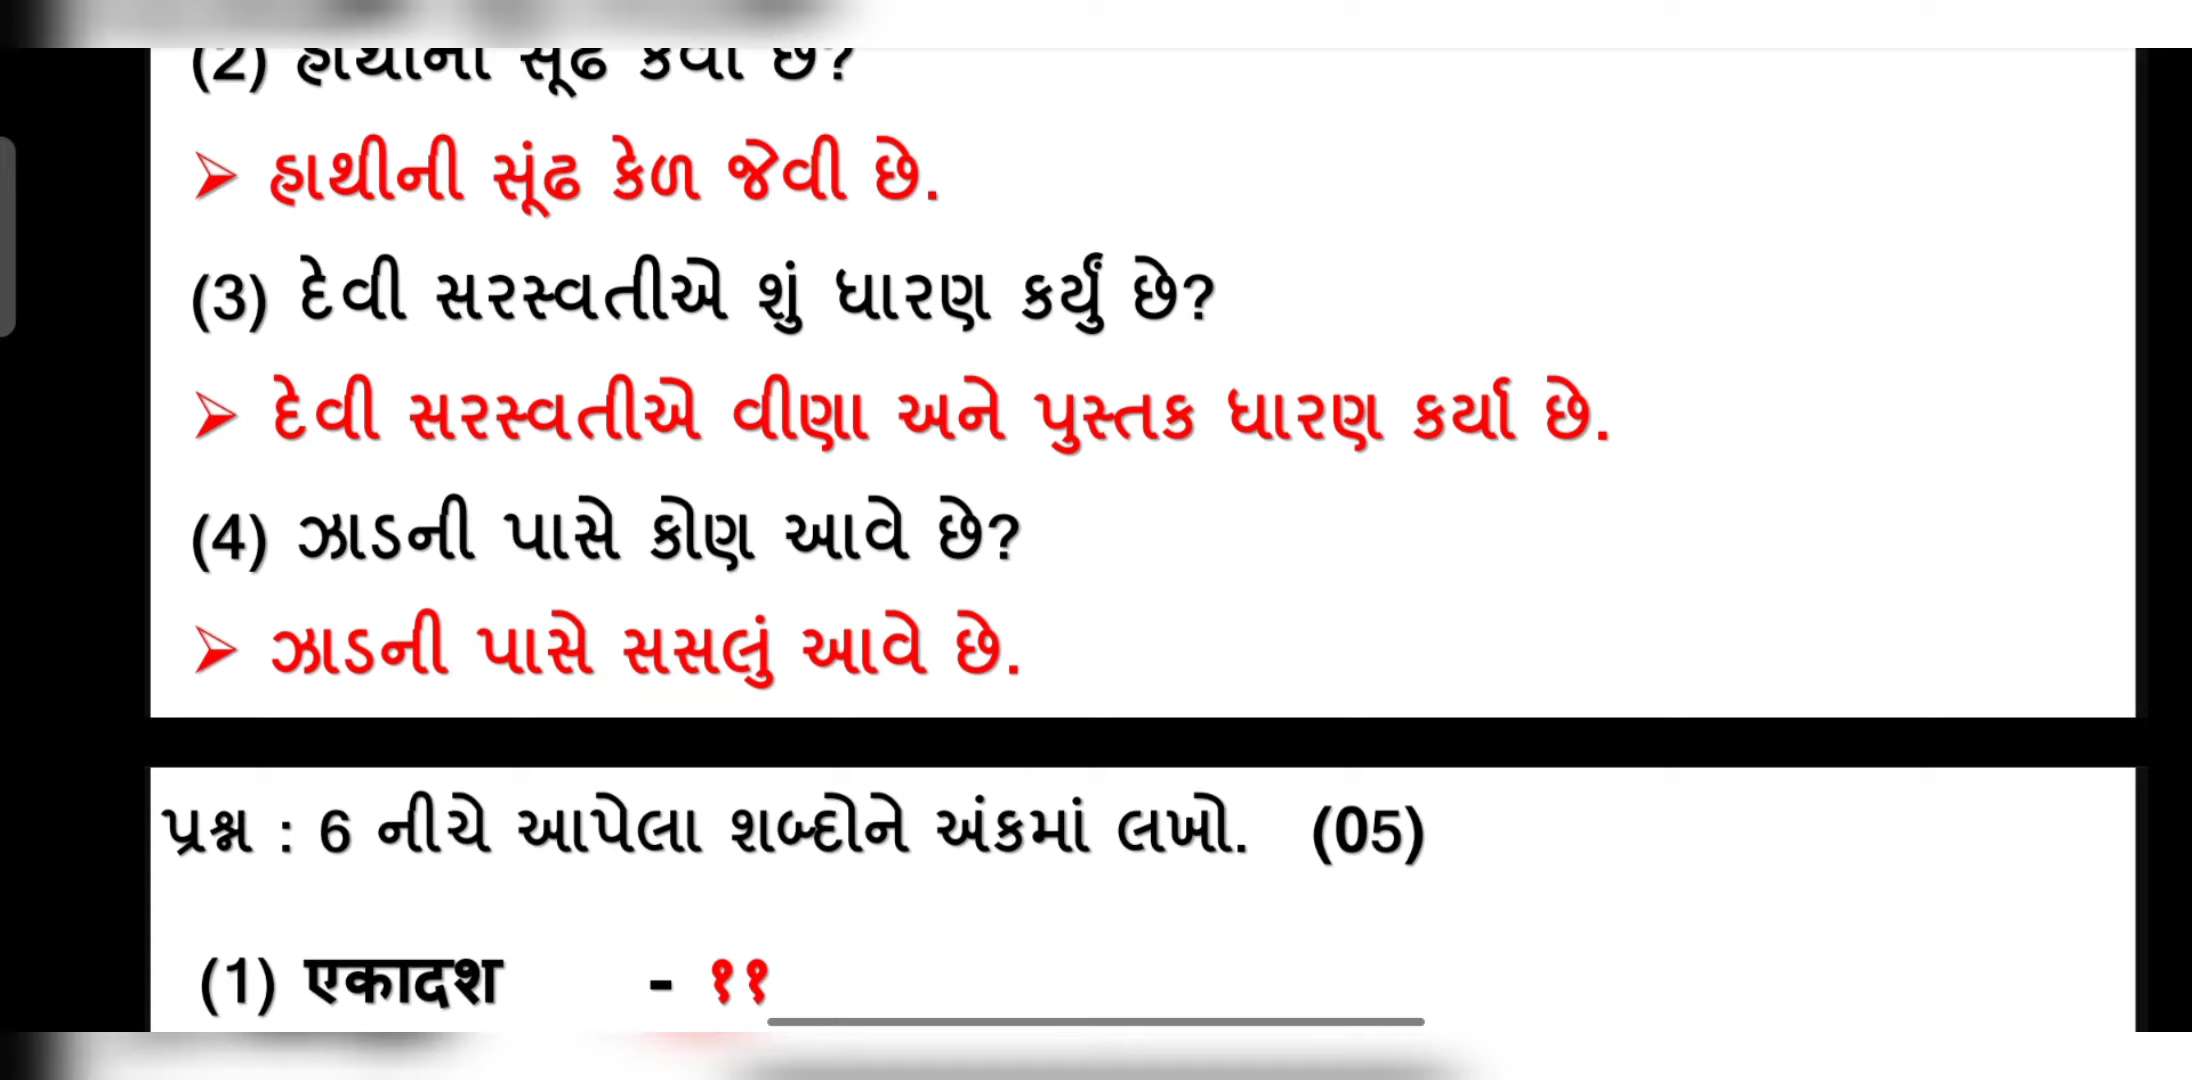 (2) હાથીની સૂંઢ કેવી છે?
➢ હાથીની સૂંઢ કેળ જેવી છે.
(3) દેવી સરસ્વતીએ શું ધારણ કર્યું છે?
➢ દેવી સરસ્વતીએ વીણા અને પુસ્તક ધારણ કર્યા છે.
(4) ઝાડની પાસે કોણ આવે છે?
➢ ઝાડની પાસે સસલું આવે છે.
પ્રશ્ન : 6 નીચે આપેલા શબ્દોને અંકમાં લખો. (05)
(1) एकादश - ११